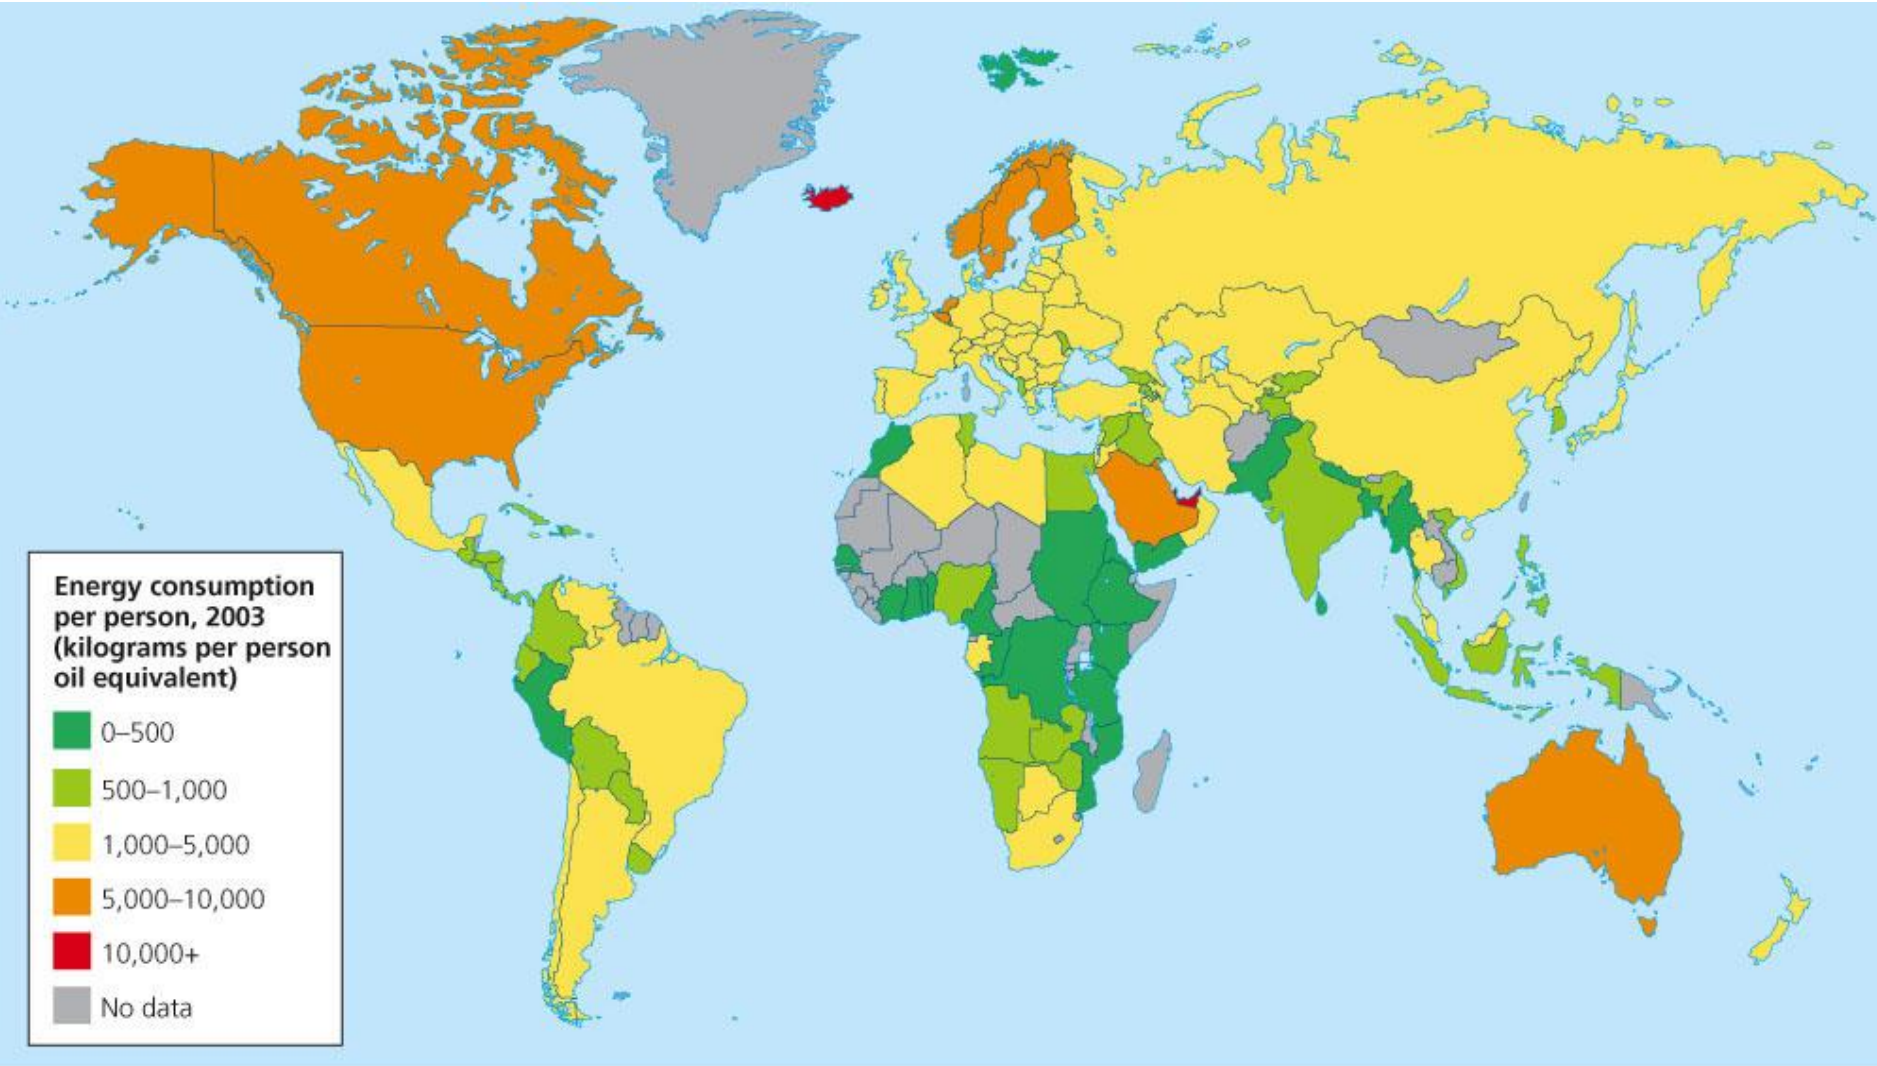 Energy consumption
per person, 2003
(kilograms per person
oil equivalent)
0–500
500–1,000
1,000–5,000
5,000–10,000
10,000+
No data